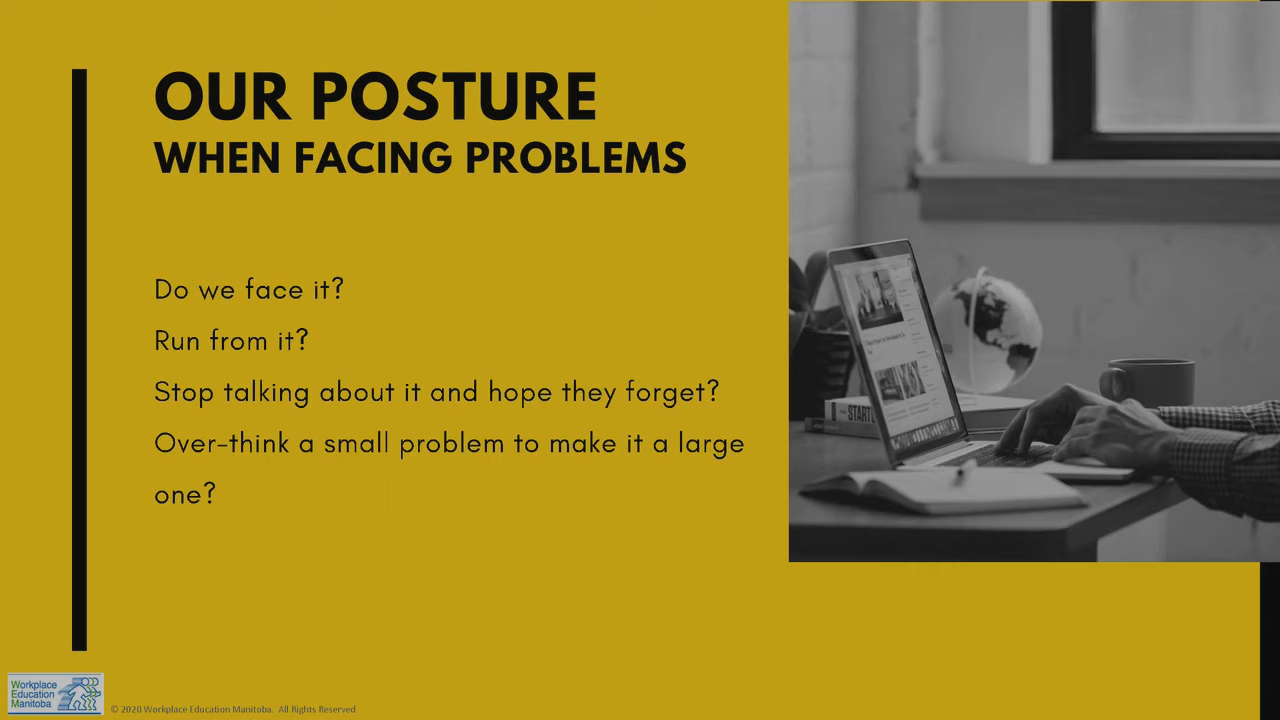 OUR POSTURE
WHEN FACING PROBLEMS
Do we face it?
Run from it?
Stop talking about it and hope they forget?
Over-think a small problem to make it a large
one?
START
Workplace
Education
Manitoba
© 2020 Workplace Education Manitoba. All Rights Reserved